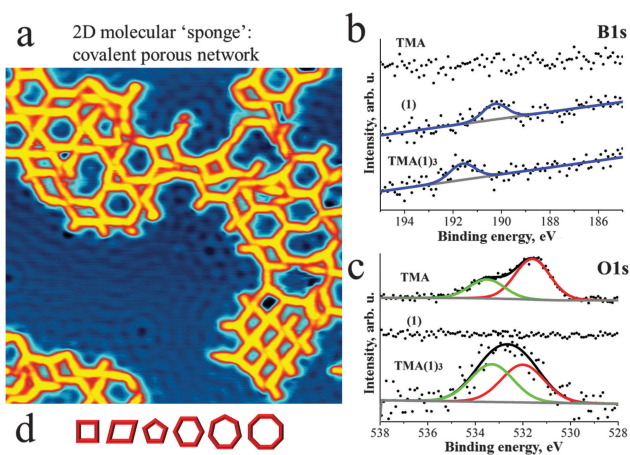 a
2D molecular ‘sponge’:
covalent porous network
b
B1s
TMA
(1)
TMA(1)₃
Intensity, arb. u.
194 192 190 188 186
Binding energy, eV
c
O1s
TMA
(1)
TMA(1)₃
Intensity, arb. u.
538 536 534 532 530 528
Binding energy, eV
d